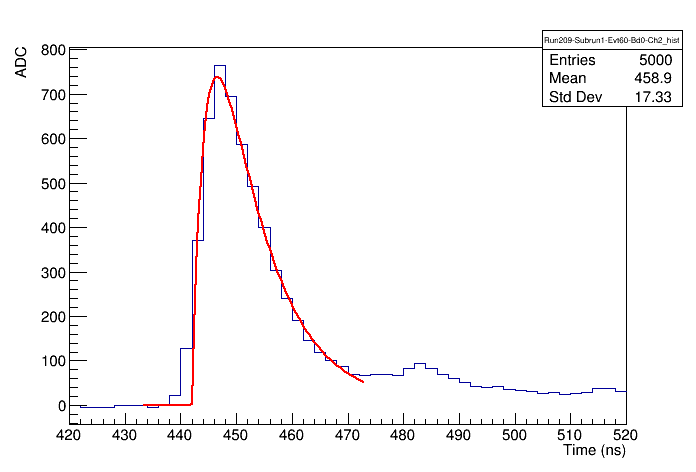 Run209-Subrun1-Evt60-Bd0-Ch2_hist
Entries 5000
Mean 458.9
Std Dev 17.33
ADC
800
700
600
500
400
300
200
100
0
420 430 440 450 460 470 480 490 500 510 520
Time (ns)